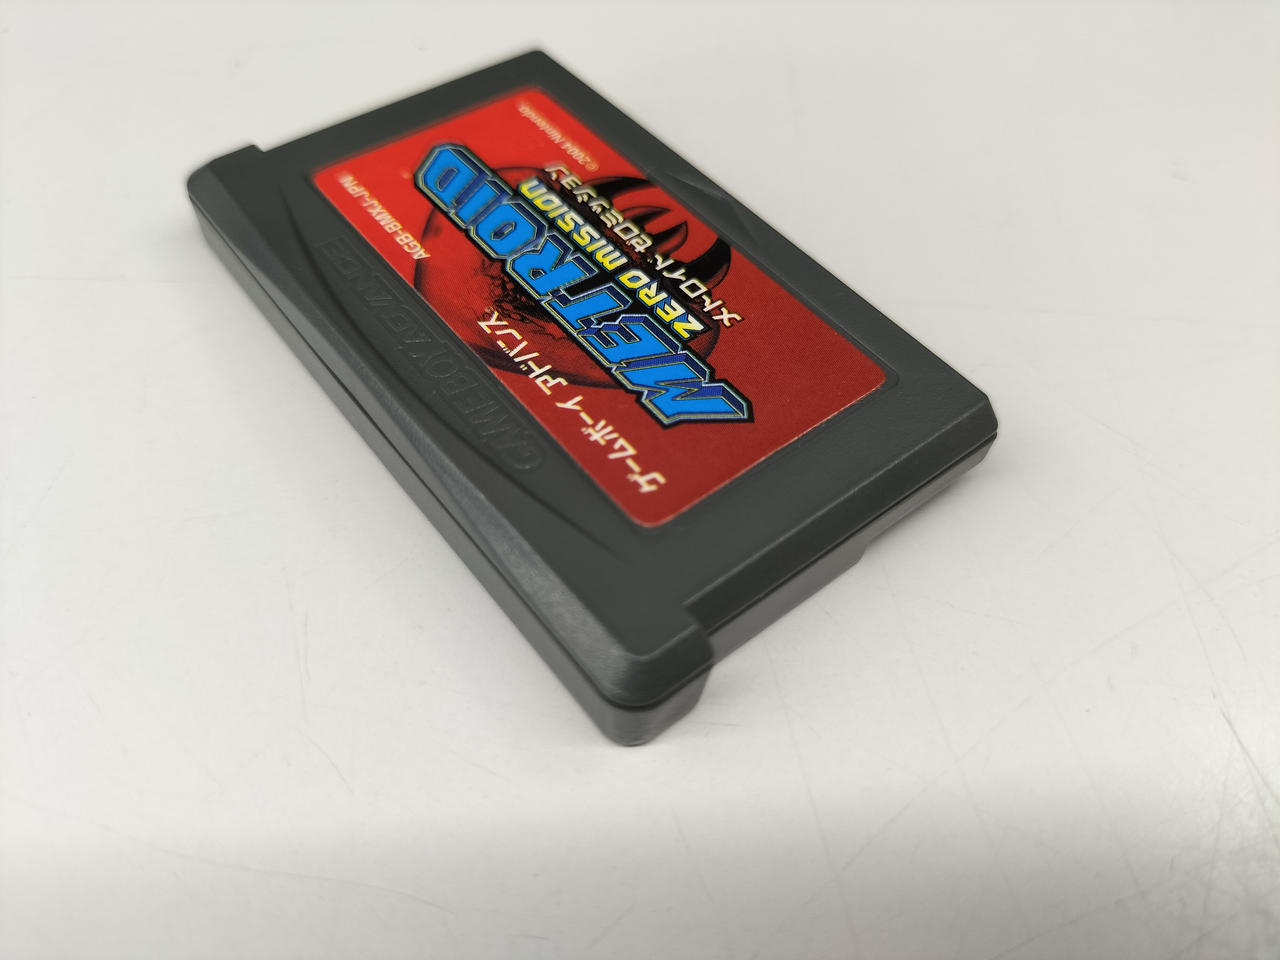 GAME BOY ADVANCE
ゲームボーイアドバンス
AGB-BMXJ-JPN
METROID
ZERO MISSION
メトロイド ゼロミッション
©2004 Nintendo.